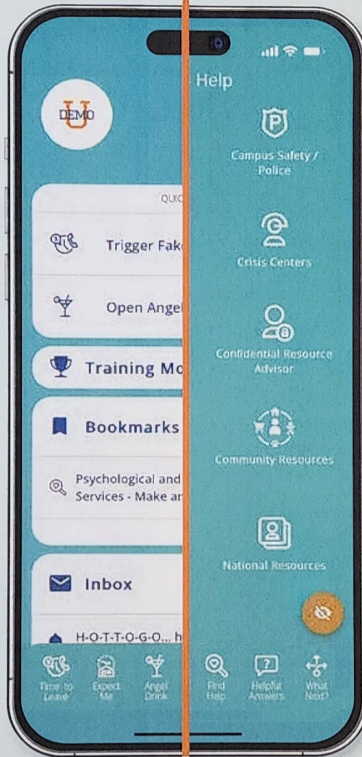 DEMO
U
Help
Campus Safety /
Police
Crisis Centers
Confidential Resource
Advisor
Community Resources
National Resources
QUIC
Trigger Fak
Open Angel
Training Mo
Bookmarks
Psychological and
Services - Make an
Inbox
H-O-T-T-O-G-O... h
Time to
Leave
Expect
Me
Angel
Drink
Find
Help
Helpful
Answers
What
Next?